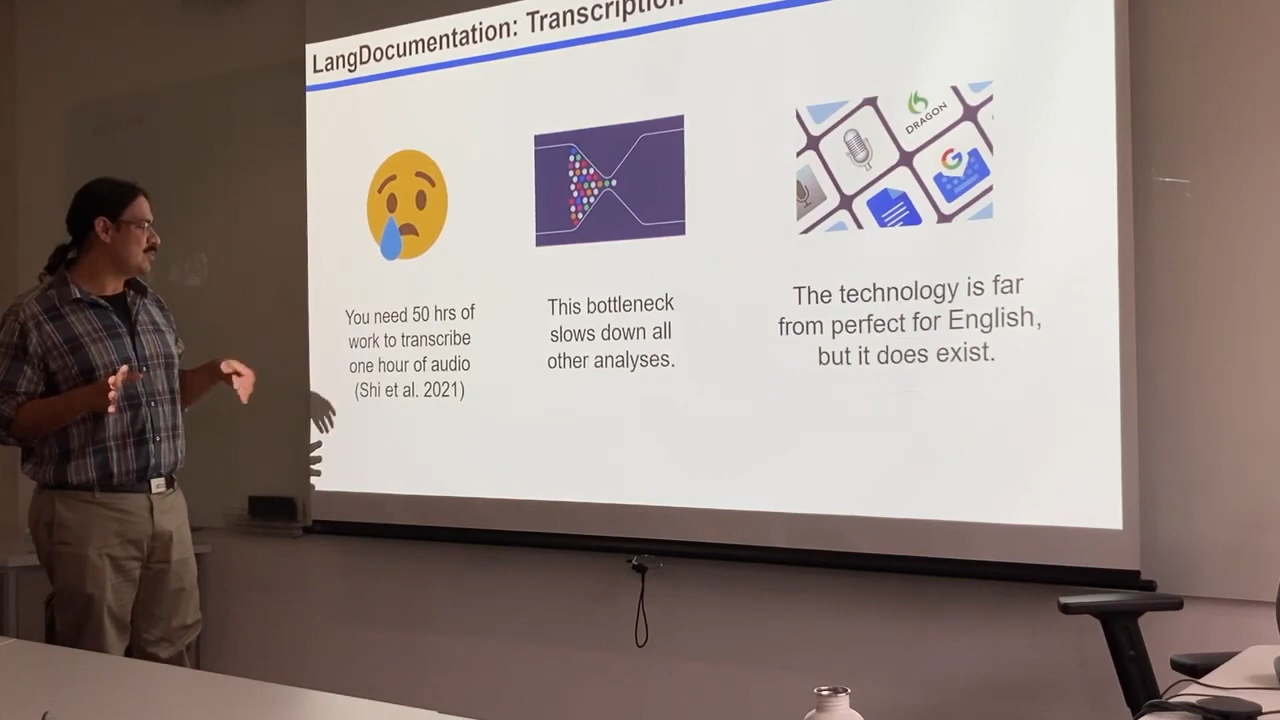 LangDocumentation: Transcription
You need 50 hrs of
work to transcribe
one hour of audio
(Shi et al. 2021)
This bottleneck
slows down all
other analyses.
DRAGON
G
The technology is far
from perfect for English,
but it does exist.